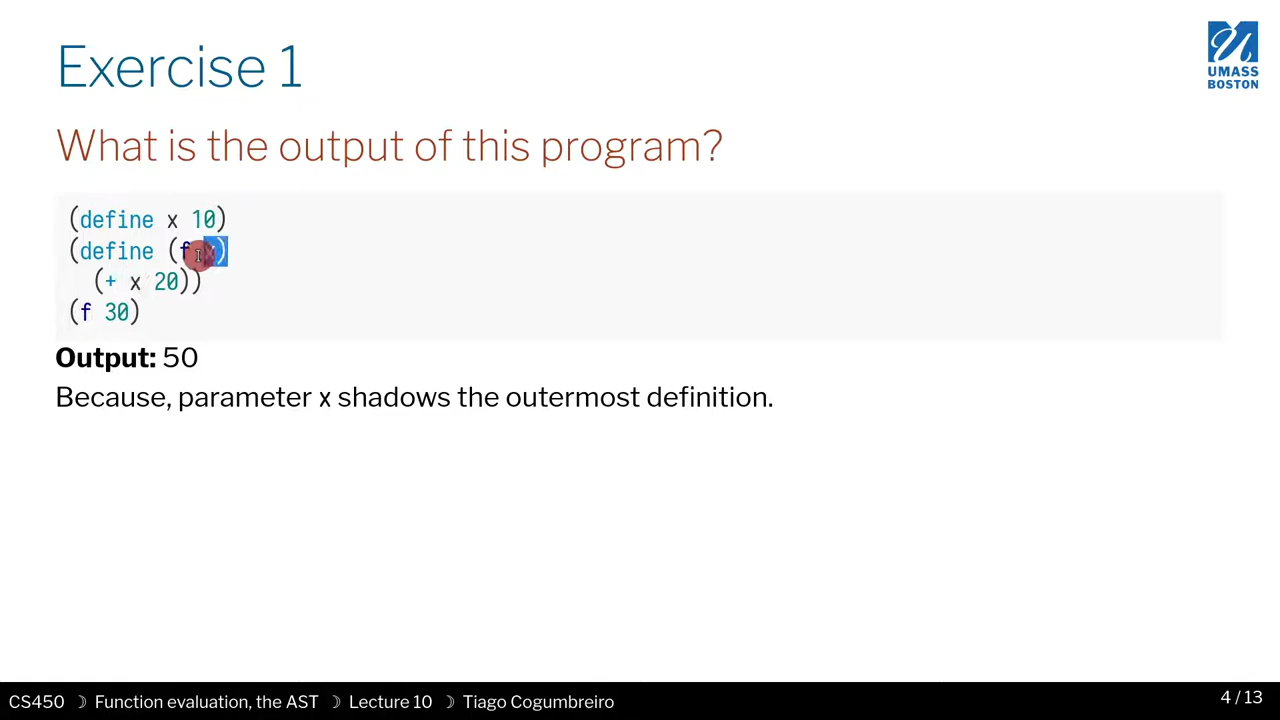 Exercise 1
UMASS
BOSTON
What is the output of this program?
(define x 10)
(define (f x)
(+ x 20))
(f 30)
Output: 50
Because, parameter x shadows the outermost definition.
CS450 ☽ Function evaluation, the AST ☽ Lecture 10 ☽ Tiago Cogumbreiro
4 / 13